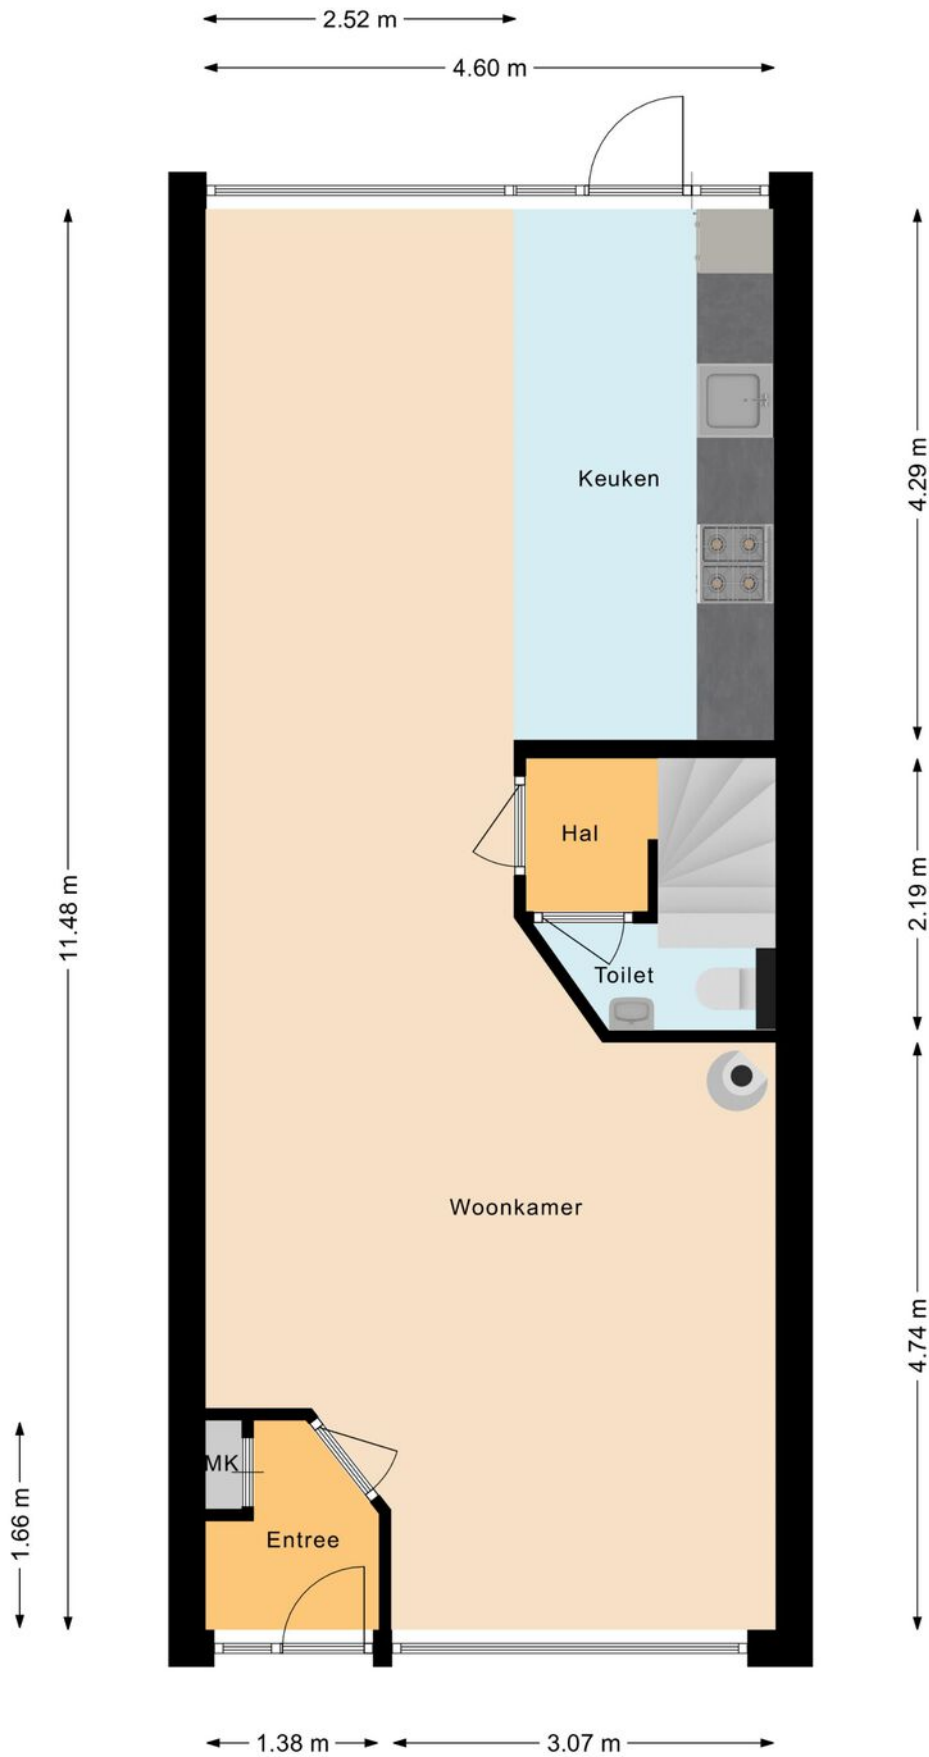 2.52 m
4.60 m
Keuken
4.29 m
Hal
2.19 m
11.48 m
Toilet
Woonkamer
4.74 m
MK
1.66 m
Entree
1.38 m
3.07 m